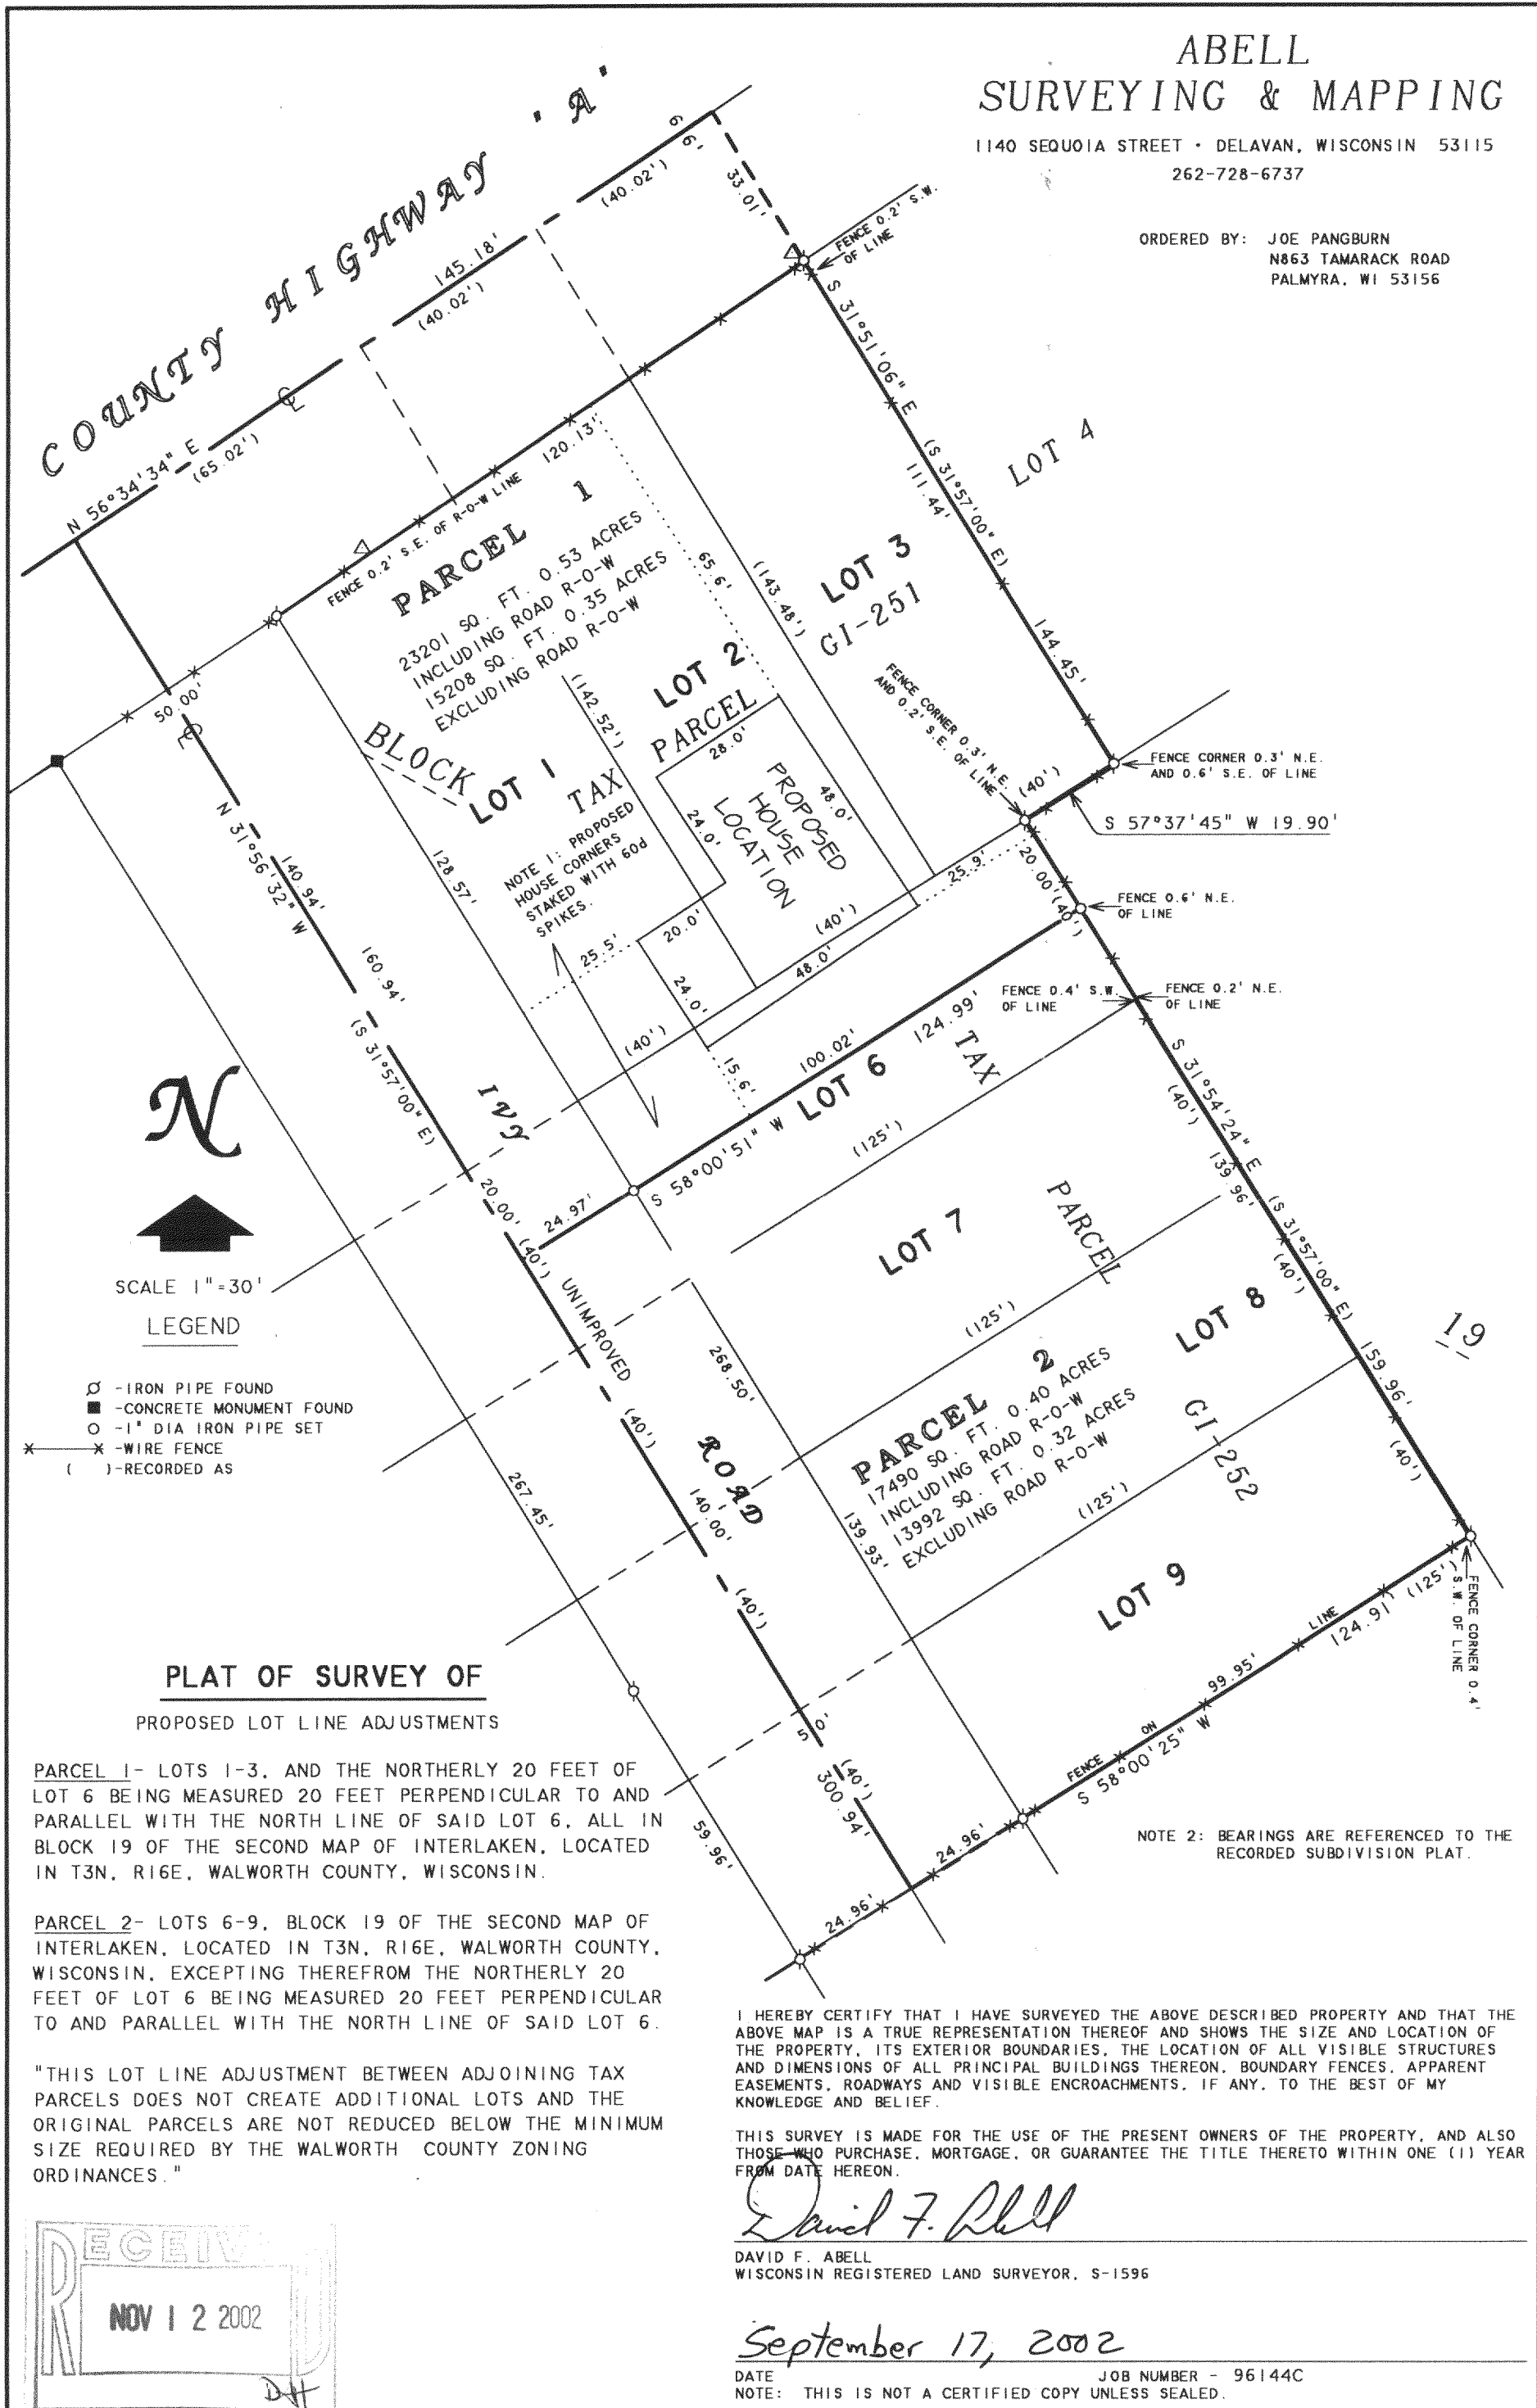 ABELL
SURVEYING & MAPPING
1140 SEQUOIA STREET • DELAVAN, WISCONSIN 53115
262-728-6737
ORDERED BY: JOE PANGBURN
N863 TAMARACK ROAD
PALMYRA, WI 53156
COUNTY HIGHWAY 'A'
66'
(40.02')
33.01'
145.18'
(40.02')
N 56°34'34" E
(65.02')
FENCE 0.2' S.W.
OF LINE
S 31°51'06" E
(S 31°57'00" E)
111.44'
144.45'
LOT 4
120.13'
FENCE 0.2' S.E. OF R-O-W LINE
PARCEL 1
23201 SQ. FT. 0.53 ACRES
INCLUDING ROAD R-O-W
15208 SQ. FT. 0.35 ACRES
EXCLUDING ROAD R-O-W
65.6'
(143.48')
LOT 3
GI-251
LOT 2
PARCEL
(142.52')
BLOCK
LOT 1
TAX
NOTE 1: PROPOSED
HOUSE CORNERS
STAKED WITH 60d
SPIKES.
28.0'
48.0'
24.0'
PROPOSED
HOUSE
LOCATION
FENCE CORNER 0.3' N.E.
AND 0.2' S.E. OF LINE
(40')
FENCE CORNER 0.3' N.E.
AND 0.6' S.E. OF LINE
S 57°37'45" W 19.90'
50.00'
N 31°56'32" W
140.94'
128.57'
160.94'
(S 31°57'00" E)
25.5'
20.0'
24.0'
(40')
48.0'
25.9'
(40')
15.6'
20.00'
(40')
FENCE 0.6' N.E.
OF LINE
FENCE 0.4' S.W.
OF LINE
FENCE 0.2' N.E.
OF LINE
100.02'
124.99'
LOT 6
TAX
S 58°00'51" W
24.97'
(125')
S 31°54'24" E
(40')
139.96'
(S 31°57'00" E)
(40')
159.96'
(40')
N
SCALE 1"=30'
LEGEND
-IRON PIPE FOUND
-CONCRETE MONUMENT FOUND
-1" DIA IRON PIPE SET
-WIRE FENCE
( )-RECORDED AS
IVY
20.00'
(40')
UNIMPROVED
(40')
ROAD
140.00'
(40')
5.0'
(40')
300.94'
267.45'
59.96'
268.50'
139.93'
LOT 7
PARCEL
(125')
LOT 8
19
PARCEL 2
17490 SQ. FT. 0.40 ACRES
INCLUDING ROAD R-O-W
13992 SQ. FT. 0.32 ACRES
EXCLUDING ROAD R-O-W
GI-252
(125')
LOT 9
FENCE ON LINE
S 58°00'25" W
99.95'
124.91'
(125')
FENCE CORNER 0.4'
S.W. OF LINE
24.96'
24.96'
NOTE 2: BEARINGS ARE REFERENCED TO THE
RECORDED SUBDIVISION PLAT.
PLAT OF SURVEY OF
PROPOSED LOT LINE ADJUSTMENTS
PARCEL 1- LOTS 1-3, AND THE NORTHERLY 20 FEET OF
LOT 6 BEING MEASURED 20 FEET PERPENDICULAR TO AND
PARALLEL WITH THE NORTH LINE OF SAID LOT 6, ALL IN
BLOCK 19 OF THE SECOND MAP OF INTERLAKEN, LOCATED
IN T3N, R16E, WALWORTH COUNTY, WISCONSIN.
PARCEL 2- LOTS 6-9, BLOCK 19 OF THE SECOND MAP OF
INTERLAKEN, LOCATED IN T3N, R16E, WALWORTH COUNTY,
WISCONSIN, EXCEPTING THEREFROM THE NORTHERLY 20
FEET OF LOT 6 BEING MEASURED 20 FEET PERPENDICULAR
TO AND PARALLEL WITH THE NORTH LINE OF SAID LOT 6.
"THIS LOT LINE ADJUSTMENT BETWEEN ADJOINING TAX
PARCELS DOES NOT CREATE ADDITIONAL LOTS AND THE
ORIGINAL PARCELS ARE NOT REDUCED BELOW THE MINIMUM
SIZE REQUIRED BY THE WALWORTH COUNTY ZONING
ORDINANCES."
I HEREBY CERTIFY THAT I HAVE SURVEYED THE ABOVE DESCRIBED PROPERTY AND THAT THE
ABOVE MAP IS A TRUE REPRESENTATION THEREOF AND SHOWS THE SIZE AND LOCATION OF
THE PROPERTY, ITS EXTERIOR BOUNDARIES, THE LOCATION OF ALL VISIBLE STRUCTURES
AND DIMENSIONS OF ALL PRINCIPAL BUILDINGS THEREON, BOUNDARY FENCES, APPARENT
EASEMENTS, ROADWAYS AND VISIBLE ENCROACHMENTS, IF ANY, TO THE BEST OF MY
KNOWLEDGE AND BELIEF.
THIS SURVEY IS MADE FOR THE USE OF THE PRESENT OWNERS OF THE PROPERTY, AND ALSO
THOSE WHO PURCHASE, MORTGAGE, OR GUARANTEE THE TITLE THERETO WITHIN ONE (1) YEAR
FROM DATE HEREON.
David F. Abell
DAVID F. ABELL
WISCONSIN REGISTERED LAND SURVEYOR, S-1596
September 17, 2002
DATE JOB NUMBER - 96144C
NOTE: THIS IS NOT A CERTIFIED COPY UNLESS SEALED.
RECEIVED
NOV 12 2002